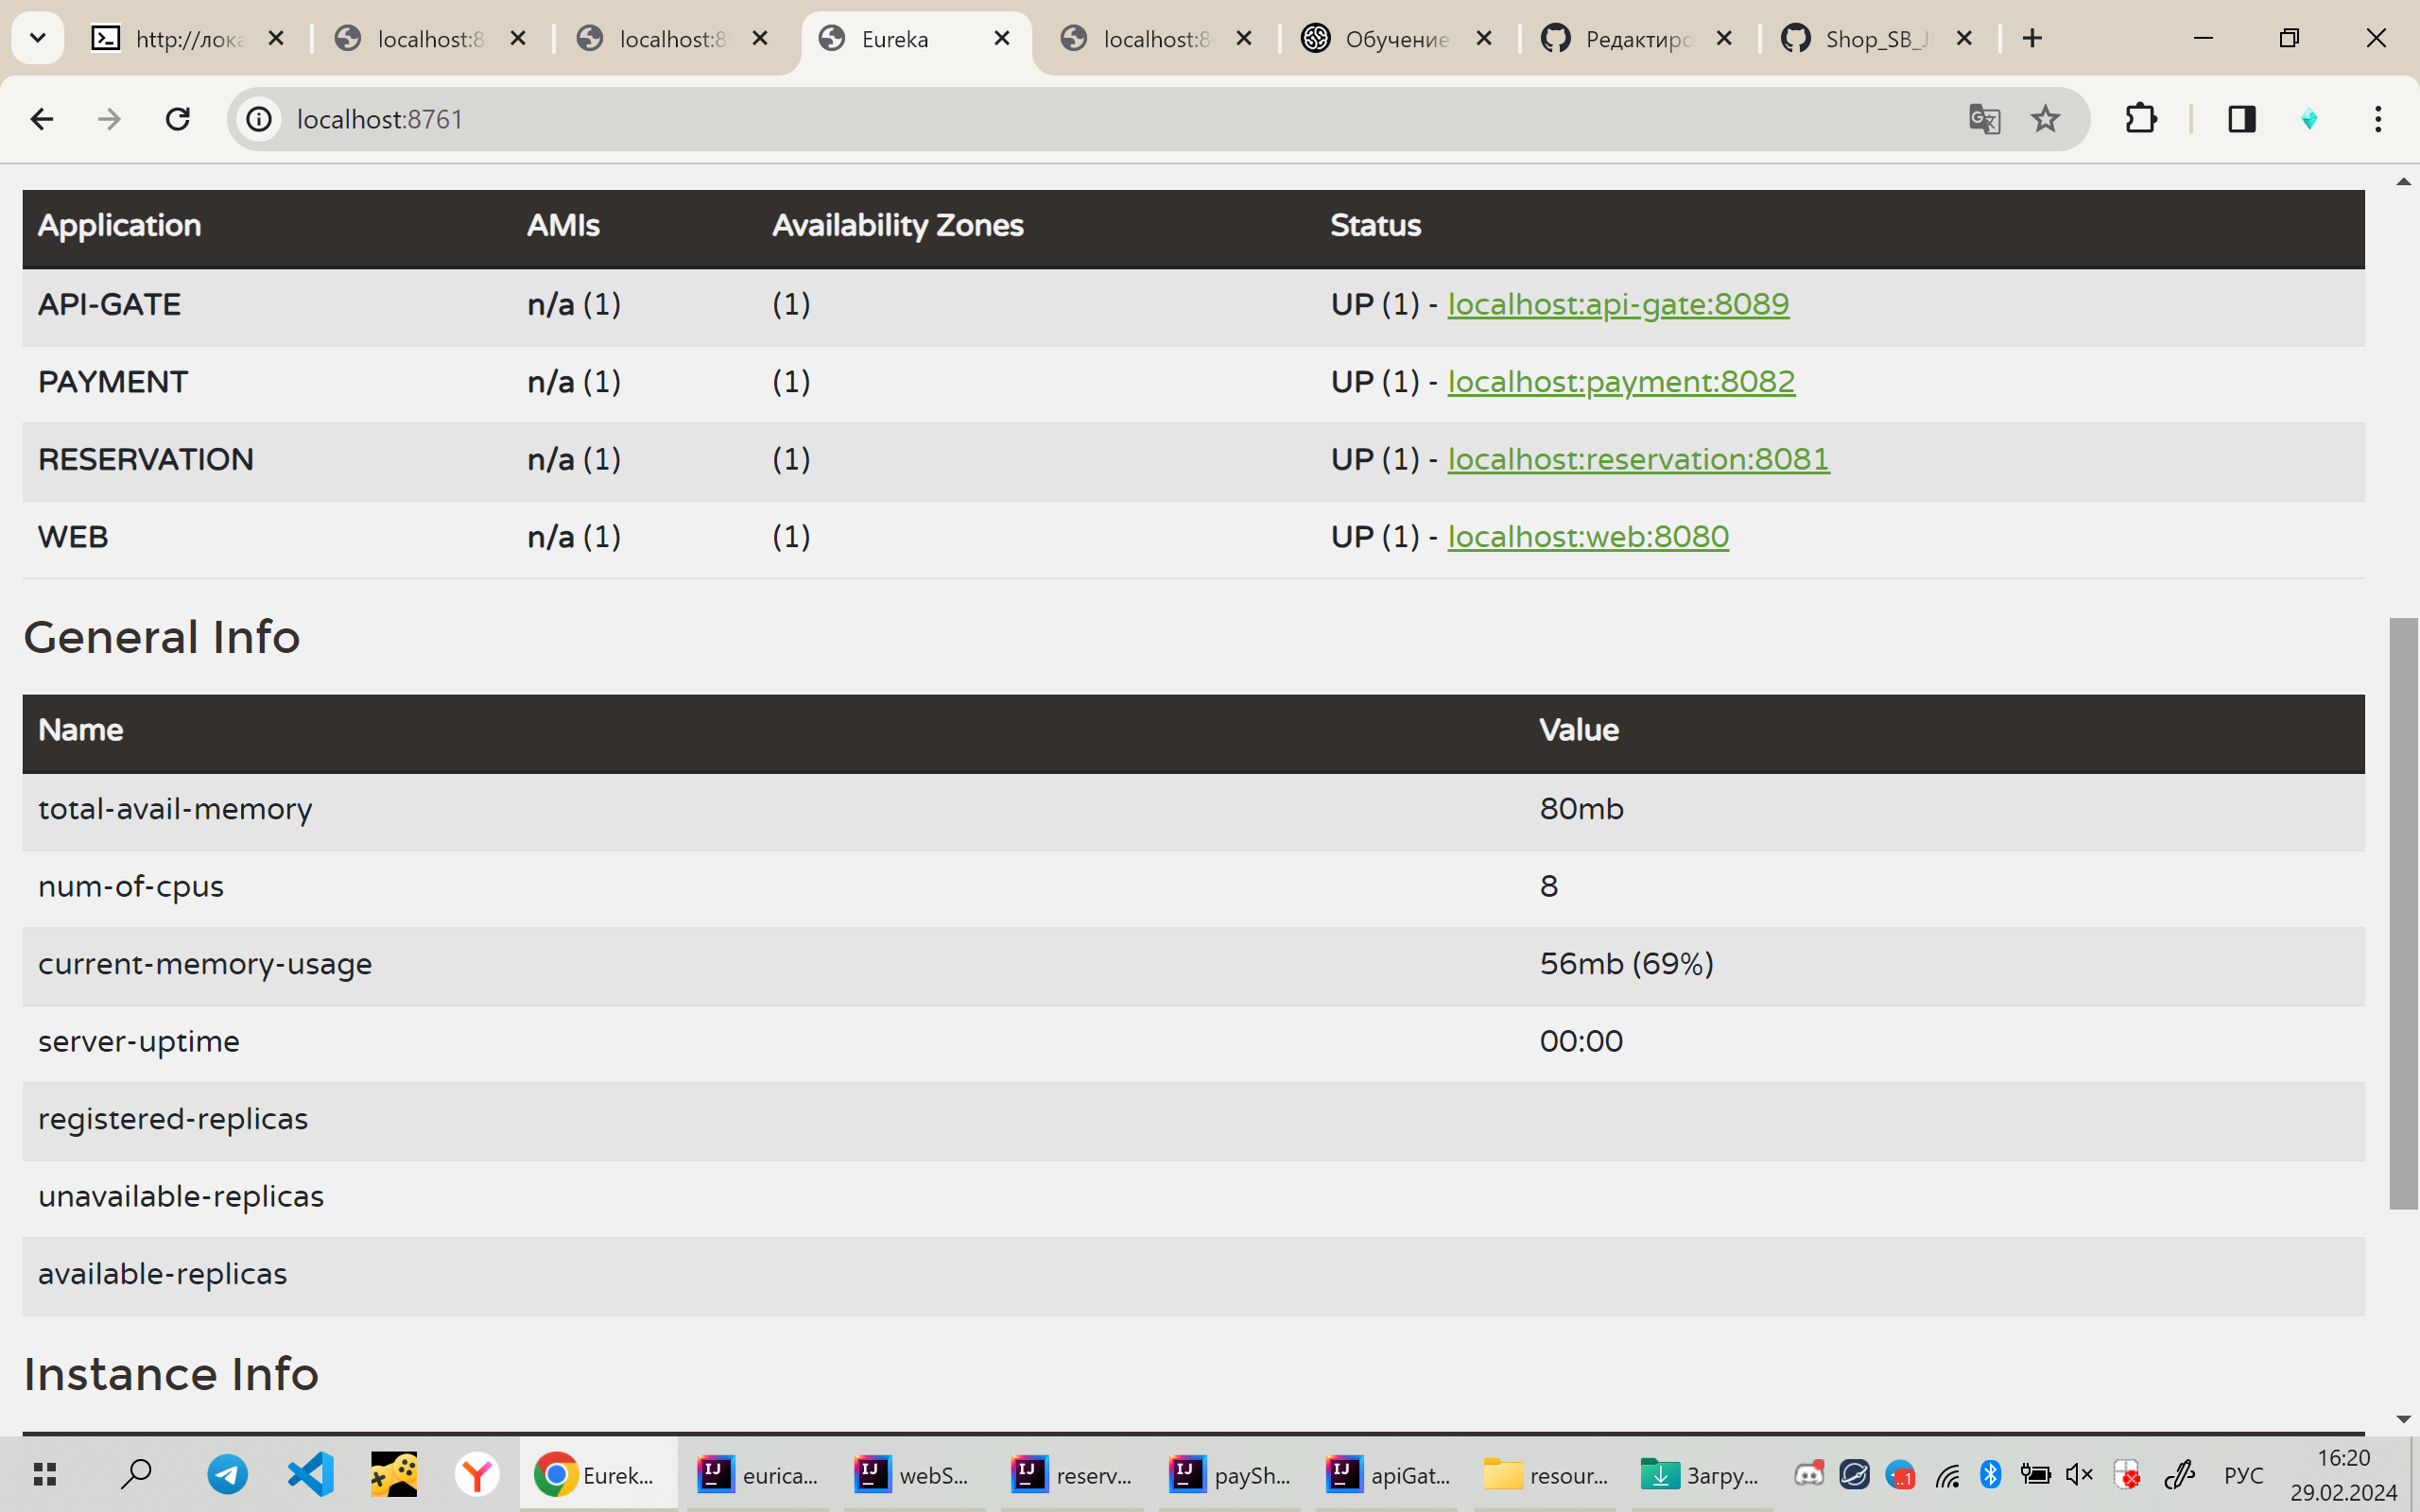 http://лока
localhost:8
localhost:8
Eureka
localhost:8
Обучение
Редактиро
Shop_SB_J
localhost:8761
Application AMIs Availability Zones Status
API-GATE n/a (1) (1) UP (1) - localhost:api-gate:8089
PAYMENT n/a (1) (1) UP (1) - localhost:payment:8082
RESERVATION n/a (1) (1) UP (1) - localhost:reservation:8081
WEB n/a (1) (1) UP (1) - localhost:web:8080
General Info
Name Value
total-avail-memory 80mb
num-of-cpus 8
current-memory-usage 56mb (69%)
server-uptime 00:00
registered-replicas
unavailable-replicas
available-replicas
Instance Info
Eurek...
eurica...
webS...
reserv...
paySh...
apiGat...
resour...
Загру...
РУС
16:20
29.02.2024